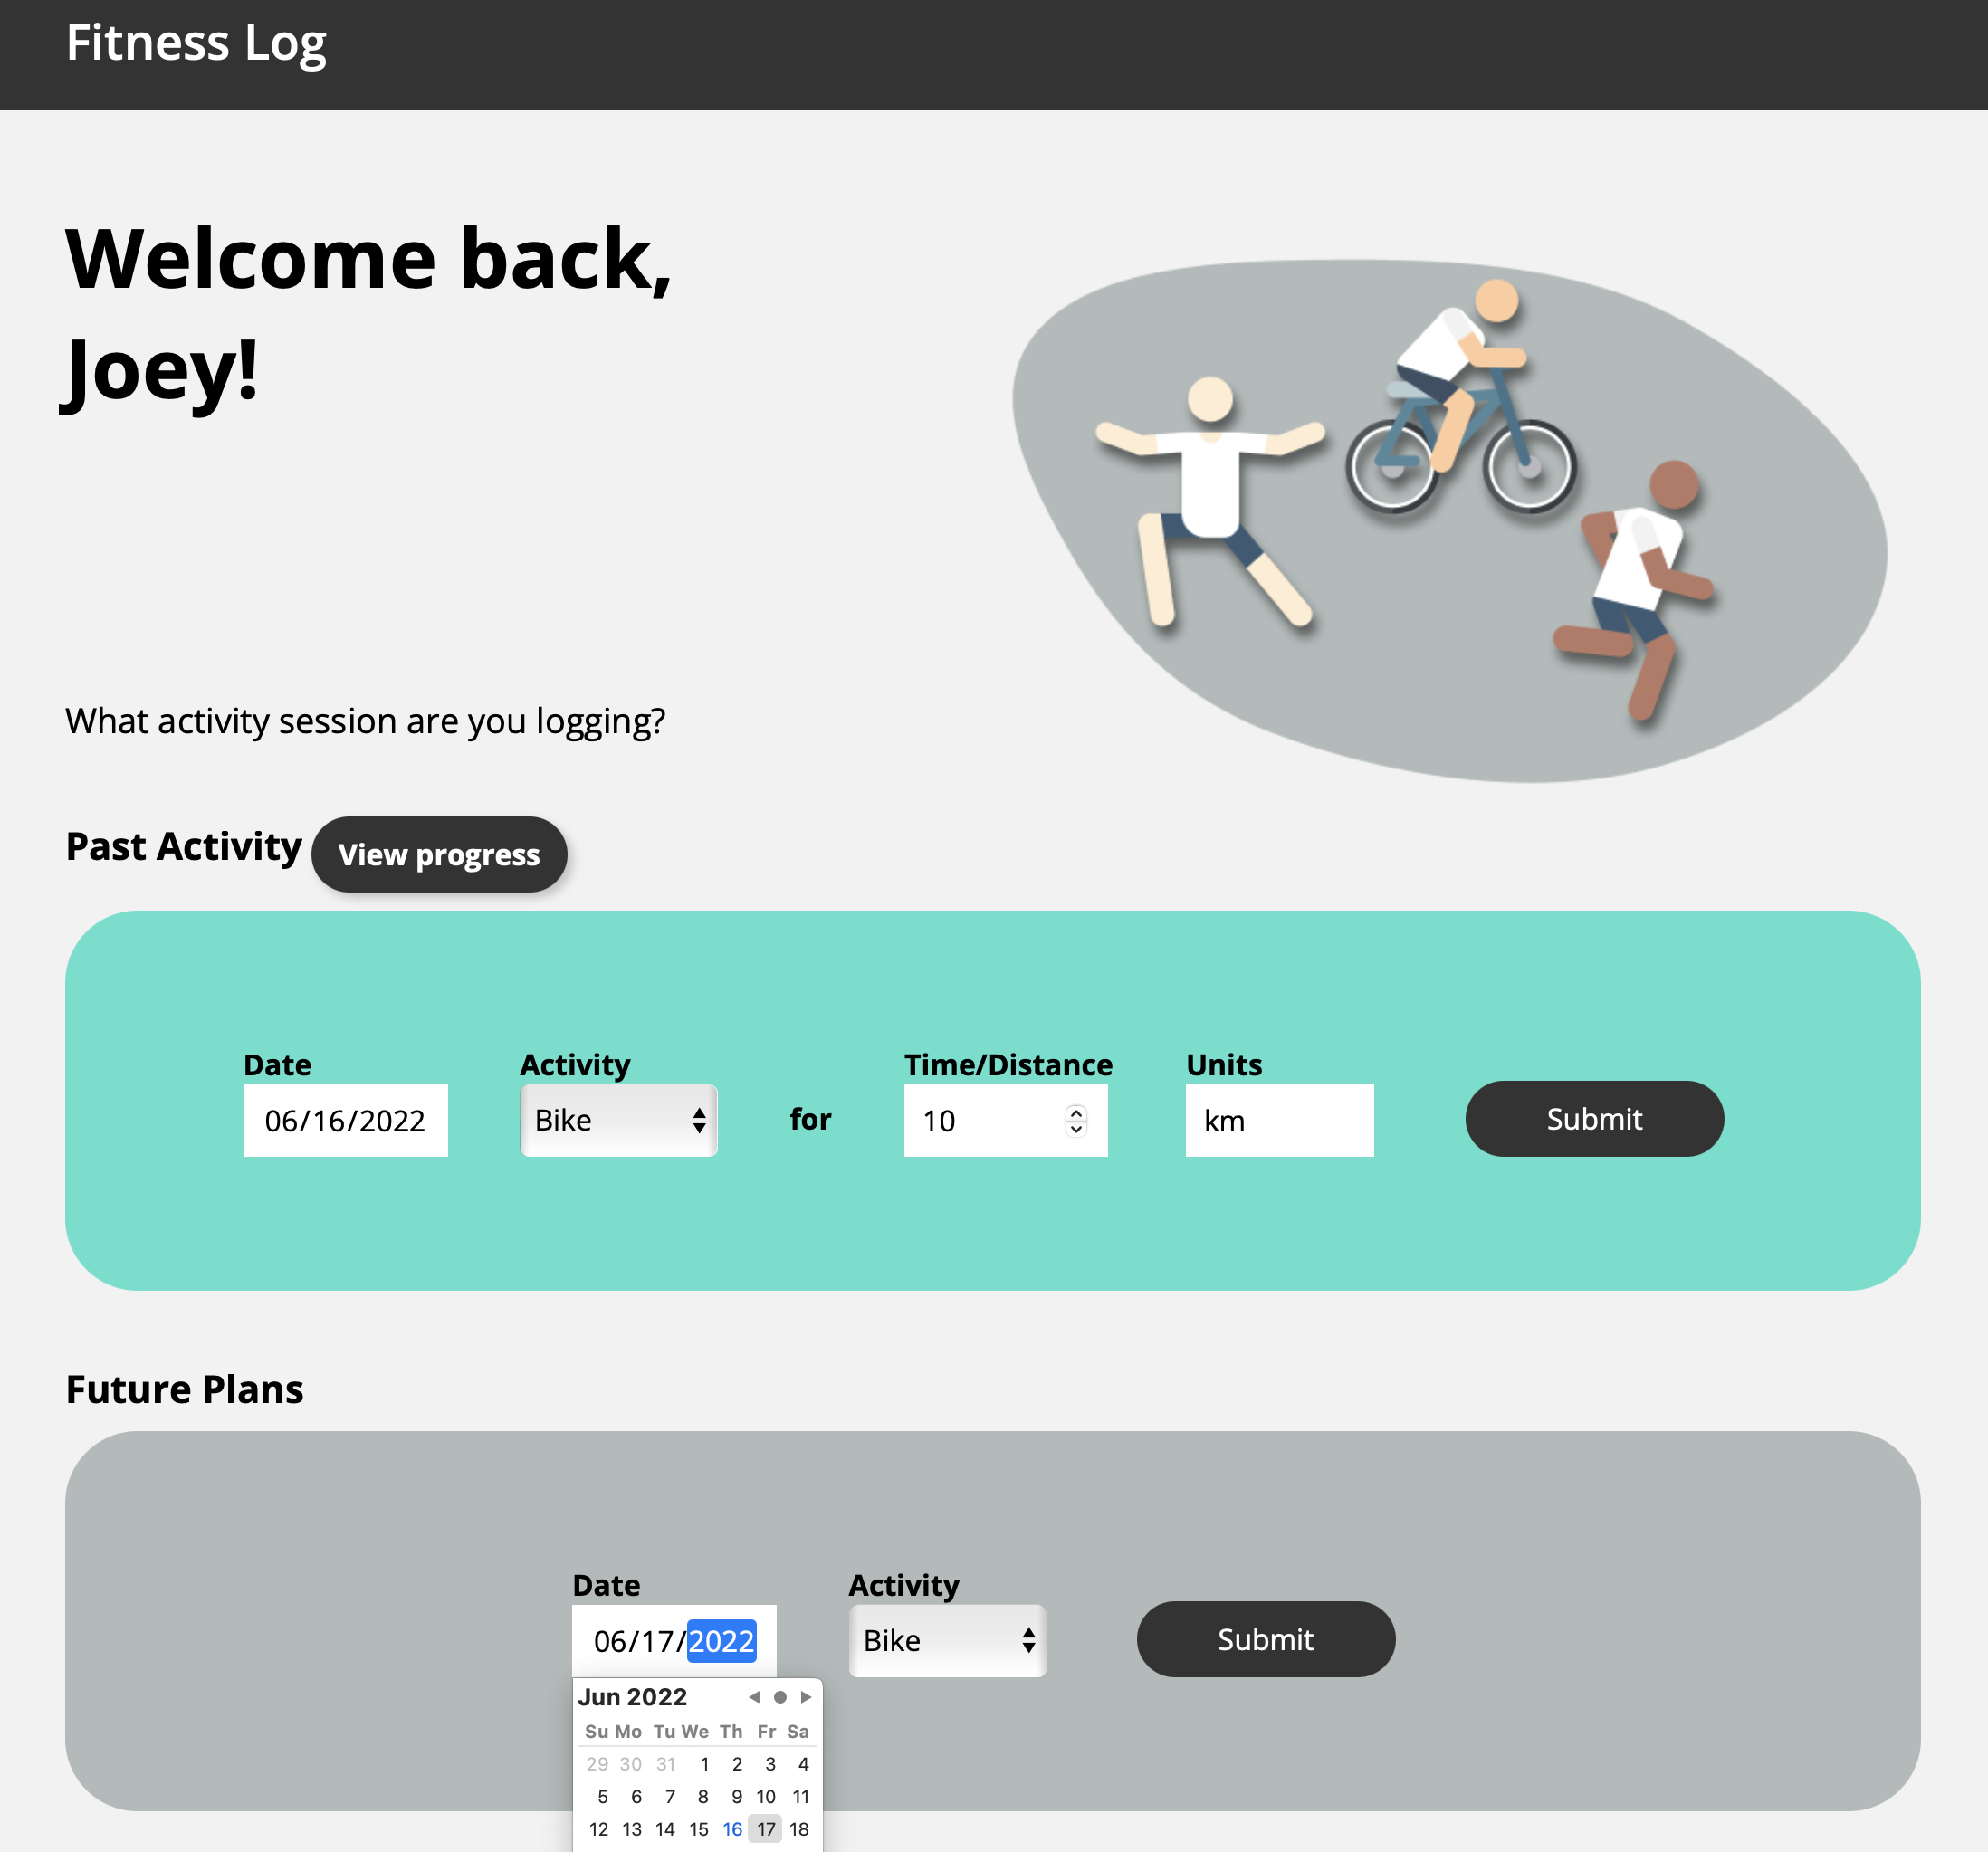 Fitness Log
Welcome back,
Joey!
What activity session are you logging?
Past Activity View progress
Date Activity Time/Distance Units
06/16/2022 Bike for 10 km Submit
Future Plans
Date Activity
06/17/2022 Bike Submit
Jun 2022
Su Mo Tu We Th Fr Sa
29 30 31 1 2 3 4
5 6 7 8 9 10 11
12 13 14 15 16 17 18